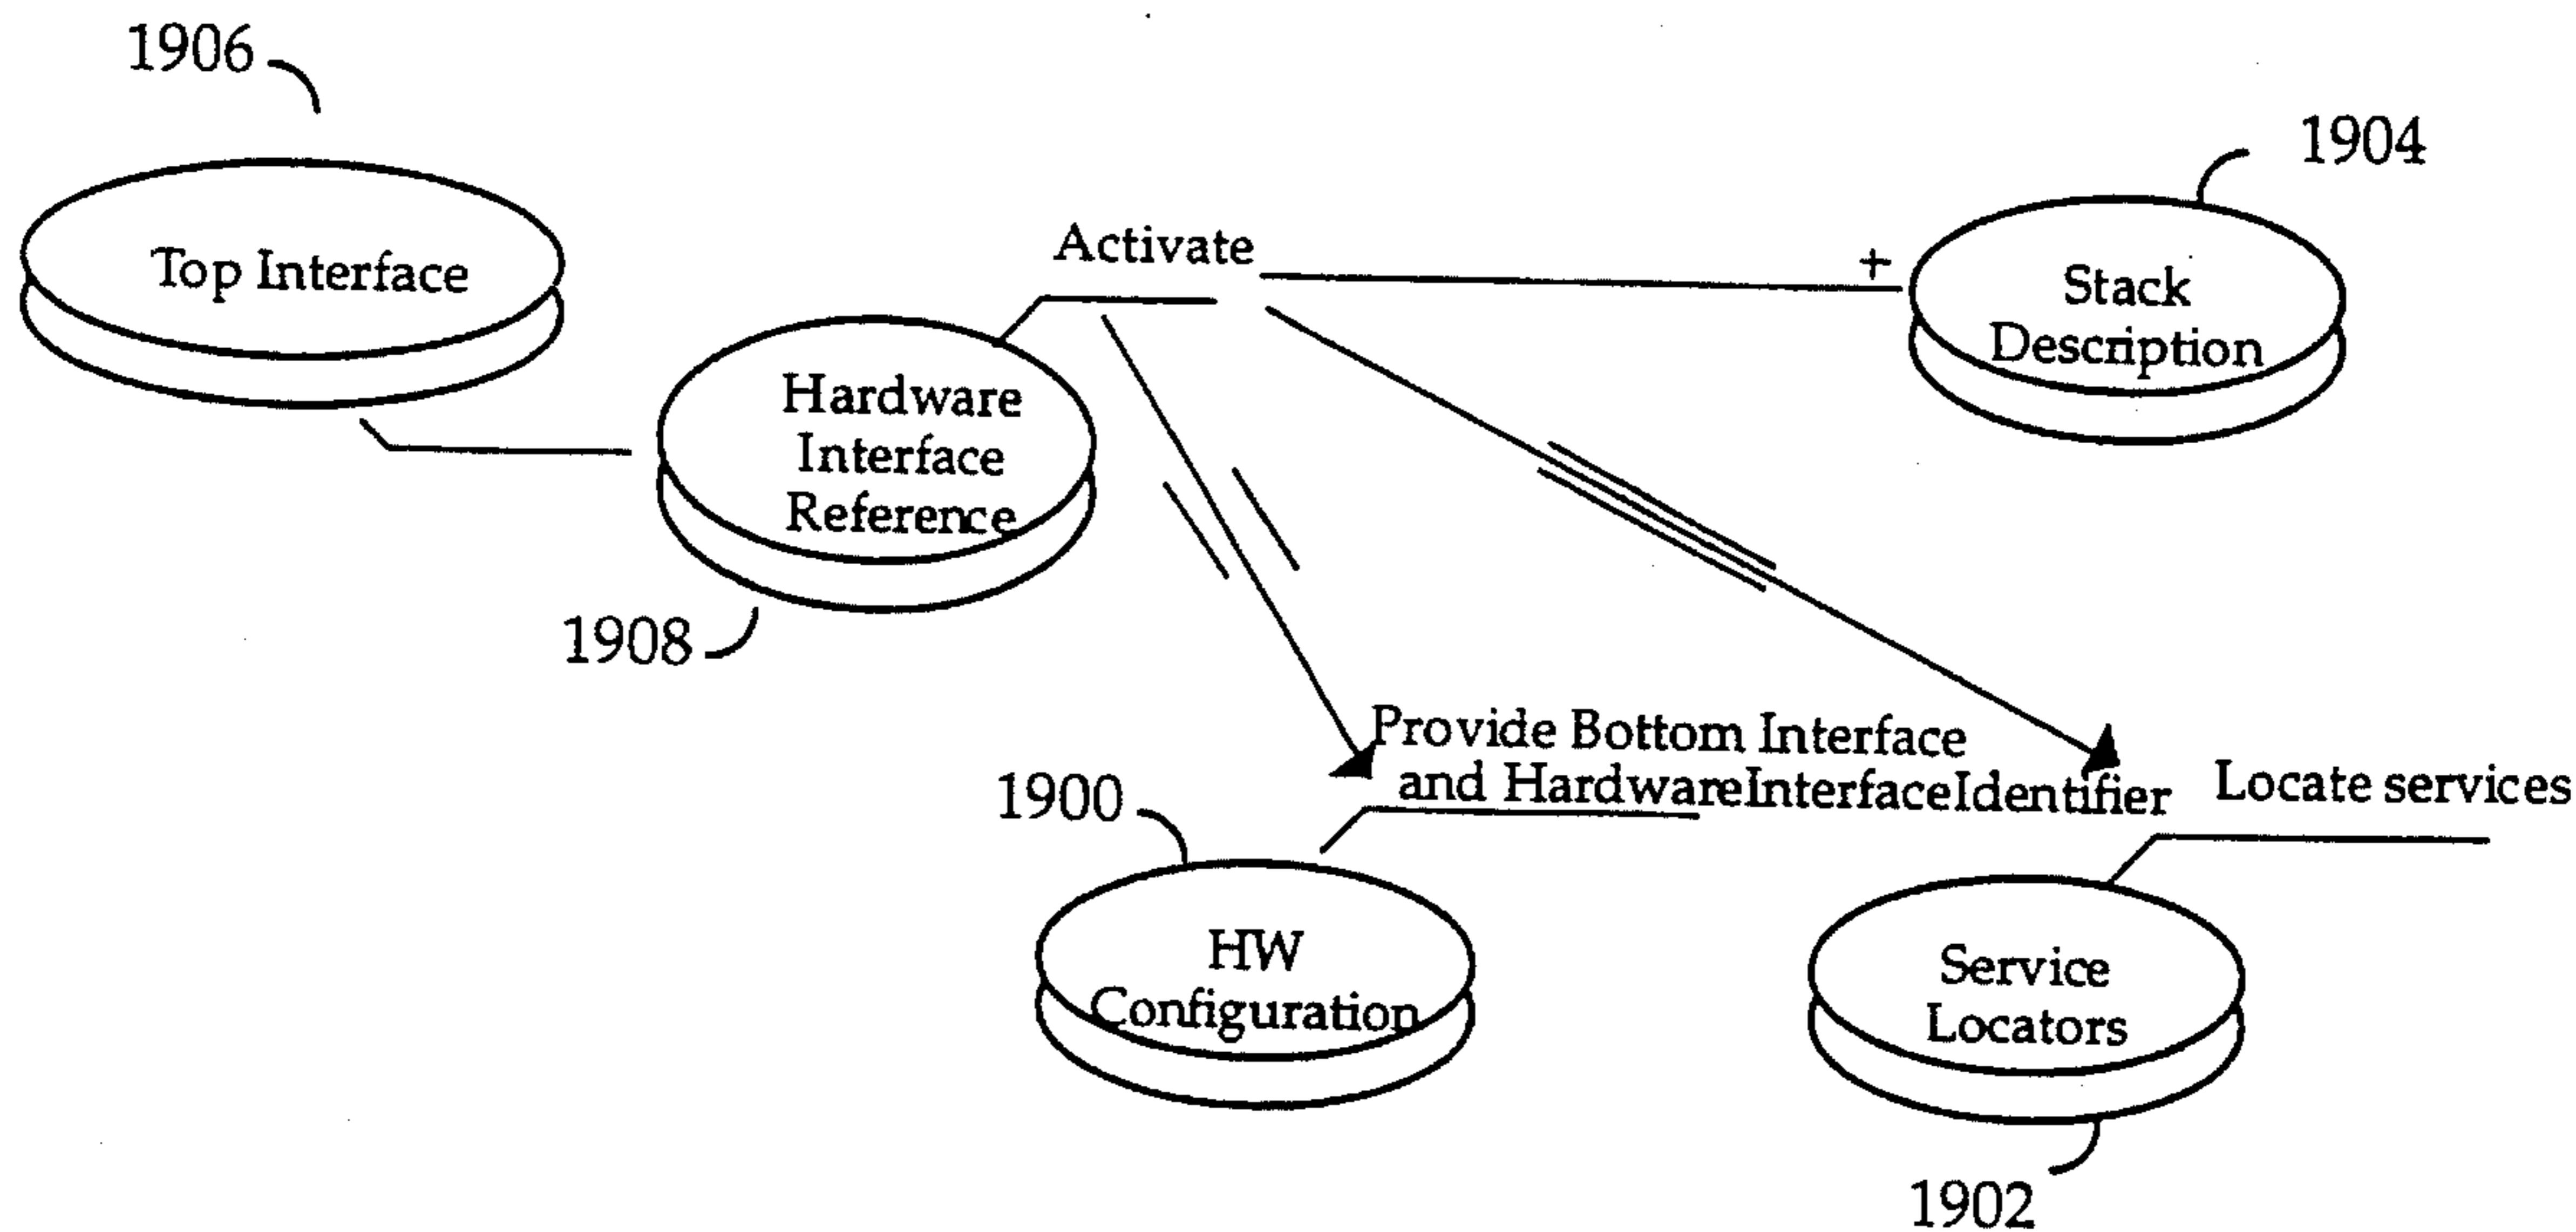 1906
1904
Activate
+
Top Interface
Stack
Description
Hardware
Interface
Reference
1908
Provide Bottom Interface
and HardwareInterfaceIdentifier
Locate services
1900
HW
Configuration
Service
Locators
1902